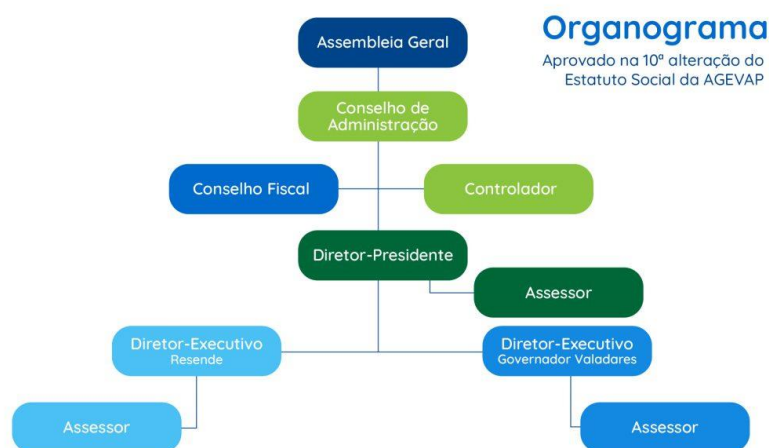 Organograma
Aprovado na 10ª alteração do
Estatuto Social da AGEVAP
Assembleia Geral
Conselho de
Administração
Conselho Fiscal
Controlador
Diretor-Presidente
Assessor
Diretor-Executivo
Resende
Diretor-Executivo
Governador Valadares
Assessor
Assessor